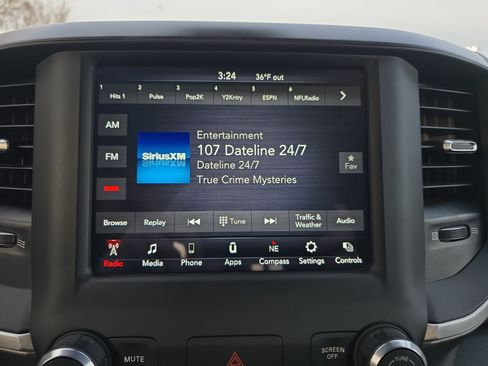 3:24 36°F out
1 2 3 4 5 6
Hits 1 Pulse Pop2K Y2Kntry ESPN NFLRadio
AM
FM
SiriusXM
Entertainment
107 Dateline 24/7
Dateline 24/7
True Crime Mysteries
Fav
Browse Replay Tune Traffic & Weather Audio
NE
Radio Media Phone Apps Compass Settings Controls
MUTE
SCREEN OFF
TUNE